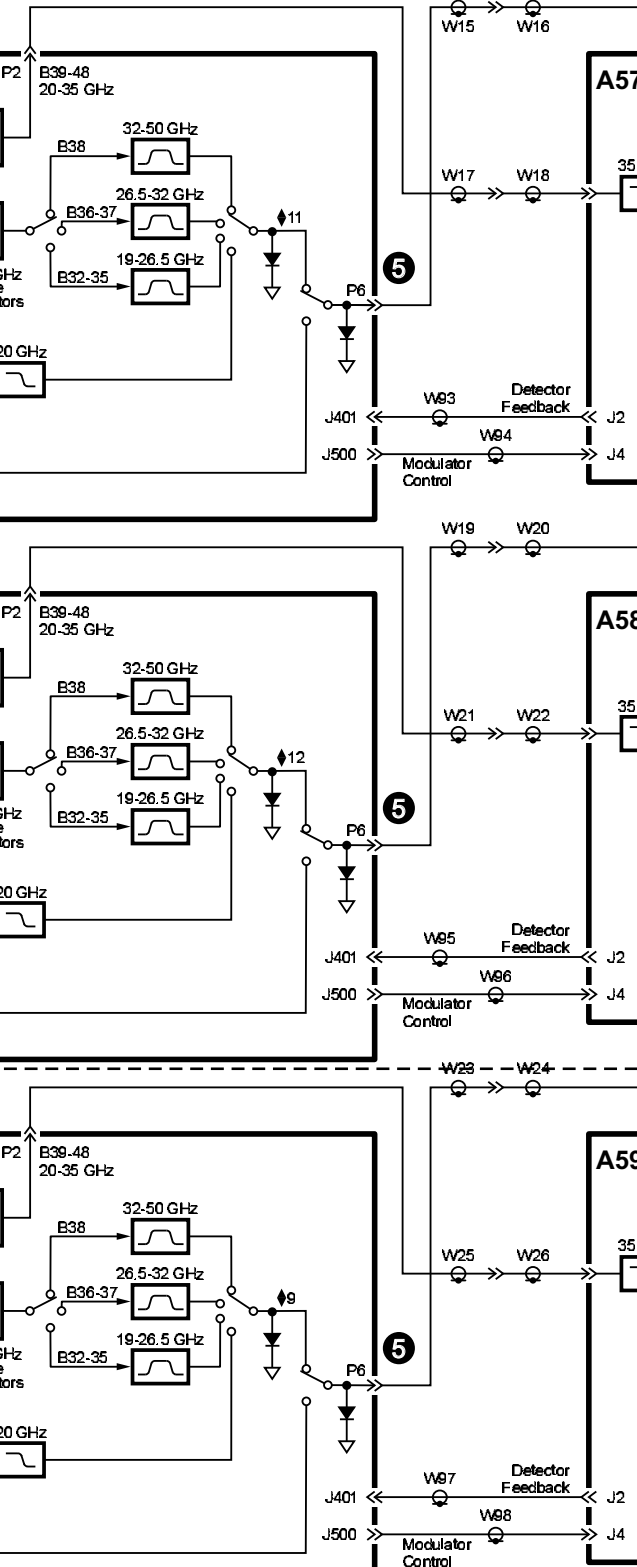 W15 W16
P2 B39-48
20-35 GHz
A57
32-50 GHz
B38
35
W17 W18
26.5-32 GHz
B36-37
11
19-26.5 GHz
5
B32-35
GHz
e
tors
P6
20 GHz
W93
Detector
Feedback
J401
J2
W94
J500
J4
Modulator
Control
W19 W20
P2 B39-48
20-35 GHz
A58
32-50 GHz
B38
35
W21 W22
26.5-32 GHz
B36-37
12
19-26.5 GHz
5
B32-35
GHz
e
tors
P6
20 GHz
W95
Detector
Feedback
J401
J2
W96
J500
J4
Modulator
Control
W23 W24
P2 B39-48
20-35 GHz
A59
32-50 GHz
B38
35
W25 W26
26.5-32 GHz
B36-37
9
19-26.5 GHz
5
B32-35
GHz
e
tors
P6
20 GHz
W97
Detector
Feedback
J401
J2
W98
J500
J4
Modulator
Control